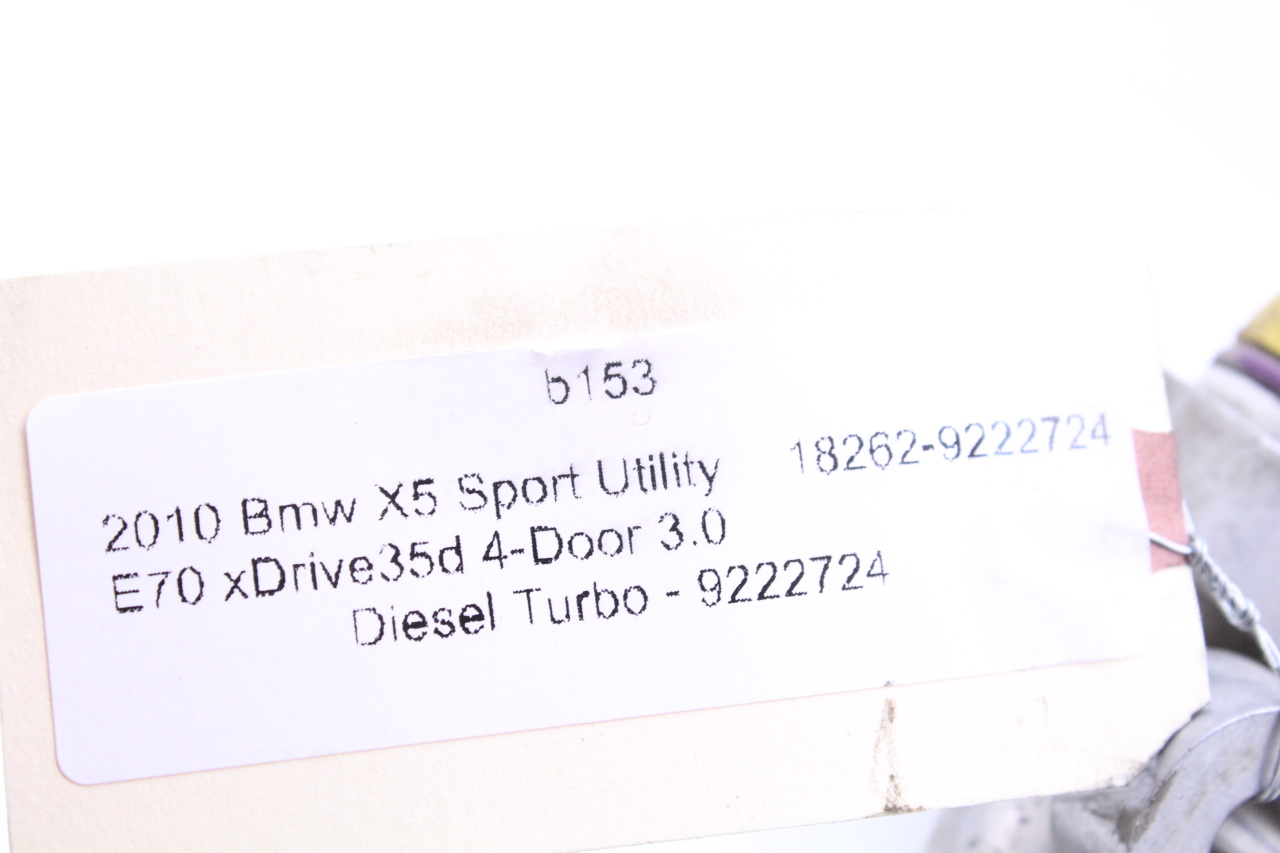 b153
18262-9222724
2010 Bmw X5 Sport Utility
E70 xDrive35d 4-Door 3.0
Diesel Turbo - 9222724